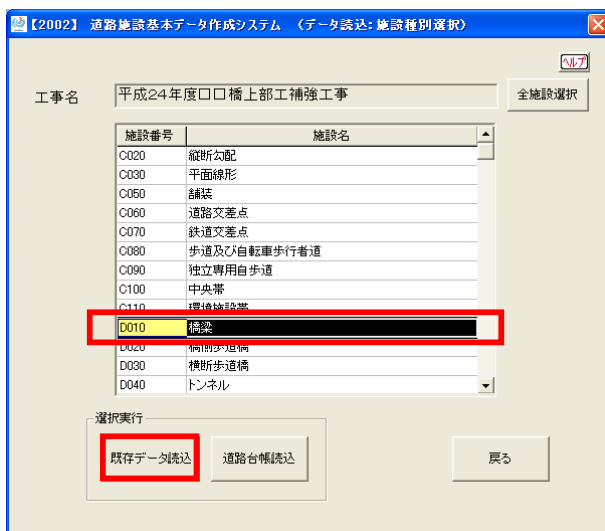 【2002】 道路施設基本データ作成システム （データ読込：施設種別選択）
ヘルプ
工事名 平成24年度口口橋上部工補強工事 全施設選択
施設番号 施設名
C020 縦断勾配
C030 平面線形
C050 舗装
C060 道路交差点
C070 鉄道交差点
C080 歩道及び自転車歩行者道
C090 独立専用自歩道
C100 中央帯
C110 環境施設帯
D010 橋梁
D020 橋側歩道橋
D030 横断歩道橋
D040 トンネル
選択実行
既存データ読込 道路台帳読込 戻る